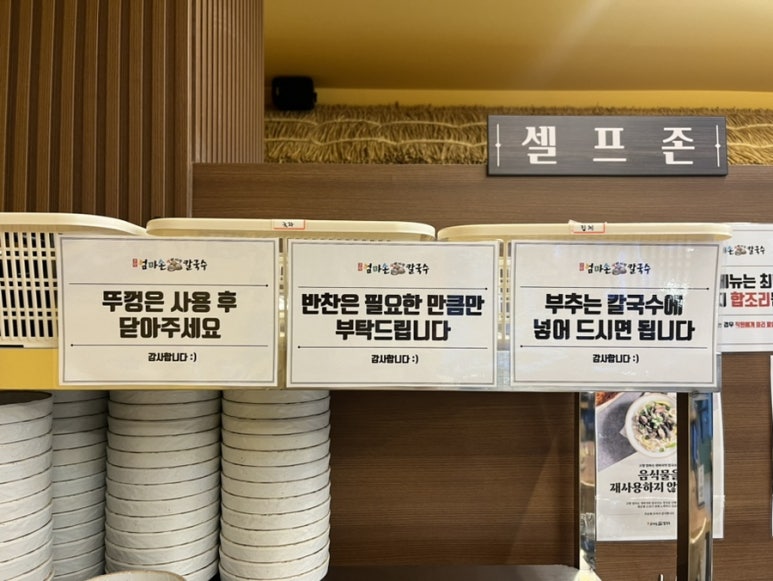 셀프존
엄마손 칼국수
뚜껑은 사용 후
닫아주세요
감사합니다 :)
엄마손 칼국수
반찬은 필요한 만큼만
부탁드립니다
감사합니다 :)
엄마손 칼국수
부추는 칼국수에
넣어 드시면 됩니다
감사합니다 :)
칼국수
메뉴는 최
합조리
음식물을
재사용하지 않